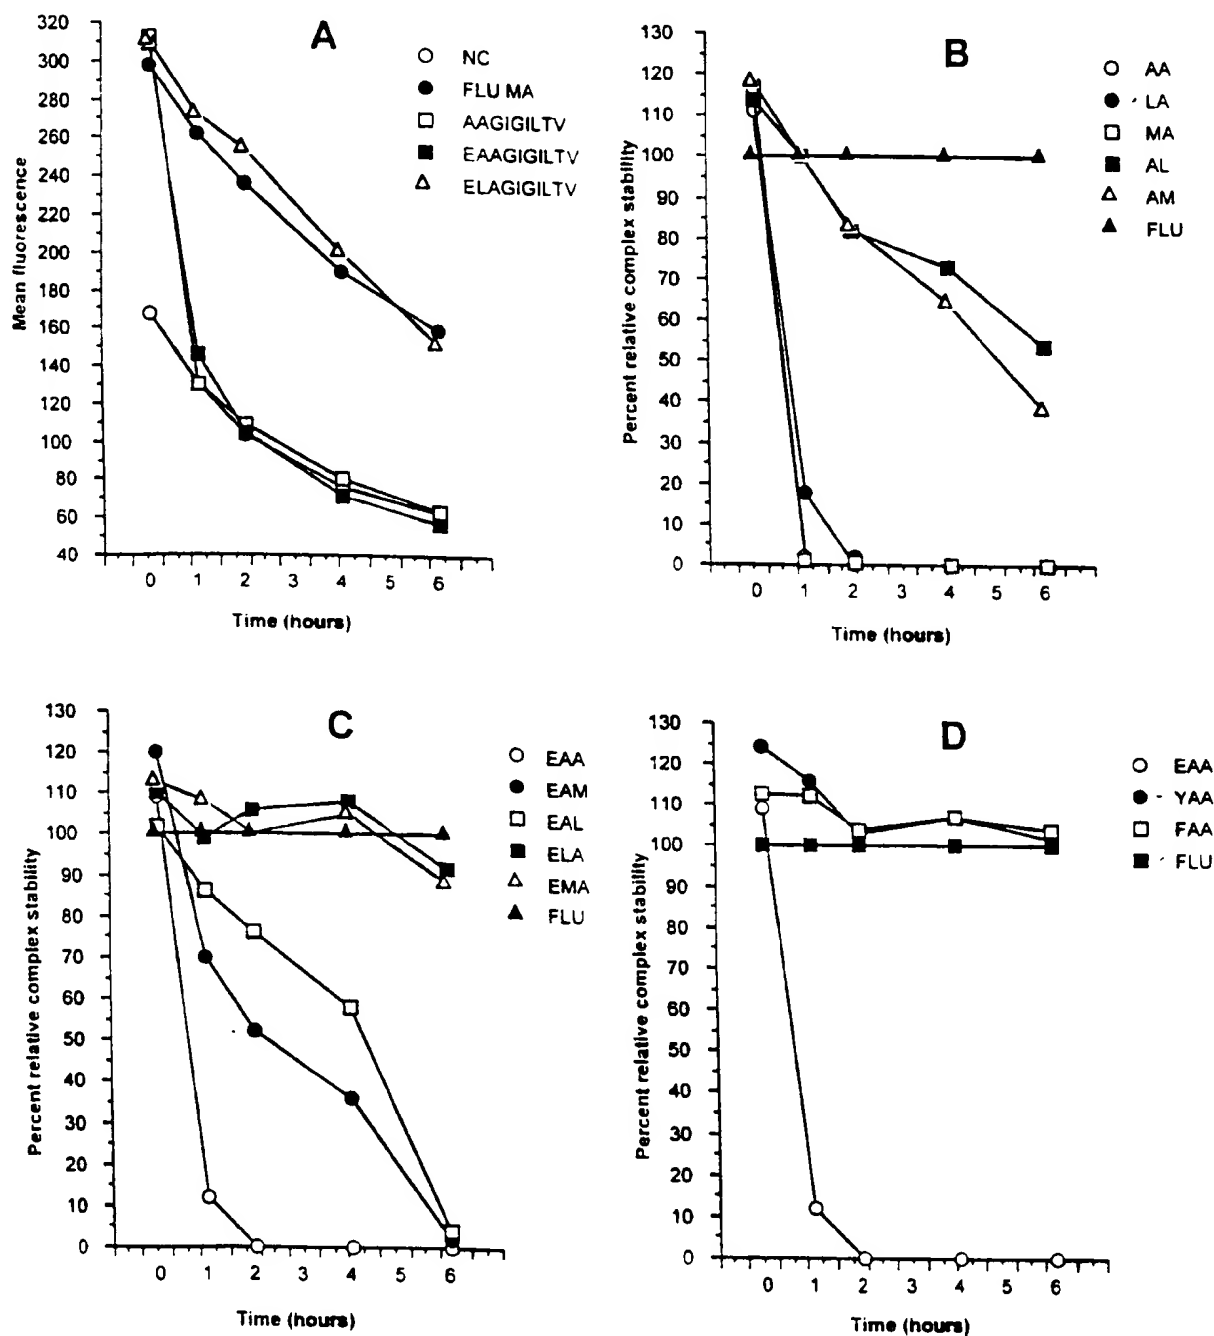 A
320
300
280
260
240
220
200
180
160
140
120
100
80
60
40
Mean fluorescence
0 1 2 3 4 5 6
Time (hours)
NC
FLU MA
AAGIGILTV
EAAGIGILTV
ELAGIGILTV
B
130
120
110
100
90
80
70
60
50
40
30
20
10
0
Percent relative complex stability
0 1 2 3 4 5 6
Time (hours)
AA
LA
MA
AL
AM
FLU
C
130
120
110
100
90
80
70
60
50
40
30
20
10
0
Percent relative complex stability
0 1 2 3 4 5 6
Time (hours)
EAA
EAM
EAL
ELA
EMA
FLU
D
130
120
110
100
90
80
70
60
50
40
30
20
10
0
Percent relative complex stability
0 1 2 3 4 5 6
Time (hours)
EAA
YAA
FAA
FLU